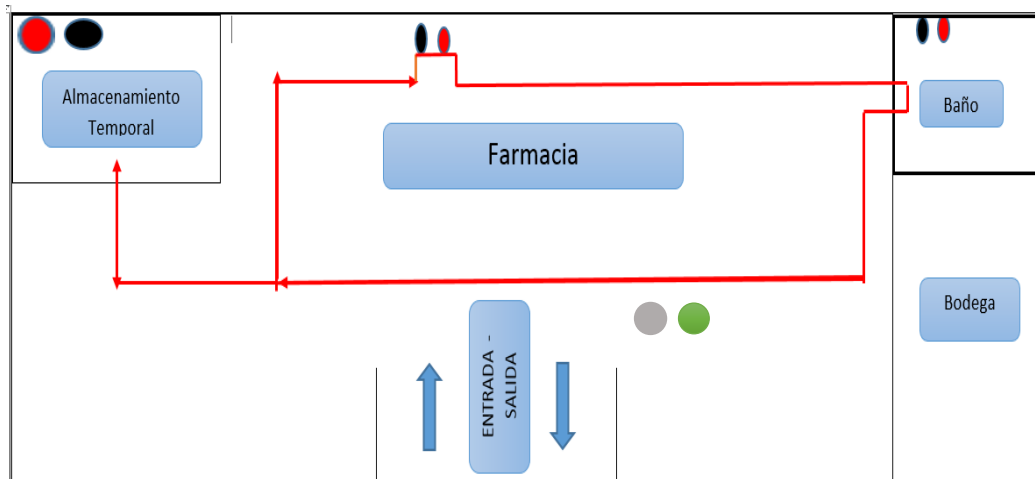 Almacenamiento
Temporal
Farmacia
Baño
Bodega
ENTRADA -
SALIDA